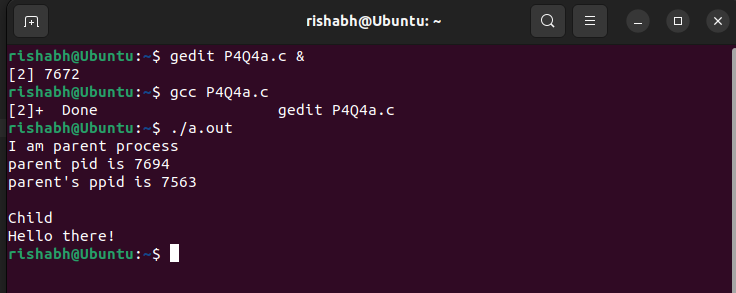 rishabh@Ubuntu: ~
rishabh@Ubuntu:~$ gedit P4Q4a.c &
[2] 7672
rishabh@Ubuntu:~$ gcc P4Q4a.c
[2]+  Done                    gedit P4Q4a.c
rishabh@Ubuntu:~$ ./a.out
I am parent process
parent pid is 7694
parent's ppid is 7563

Child
Hello there!
rishabh@Ubuntu:~$